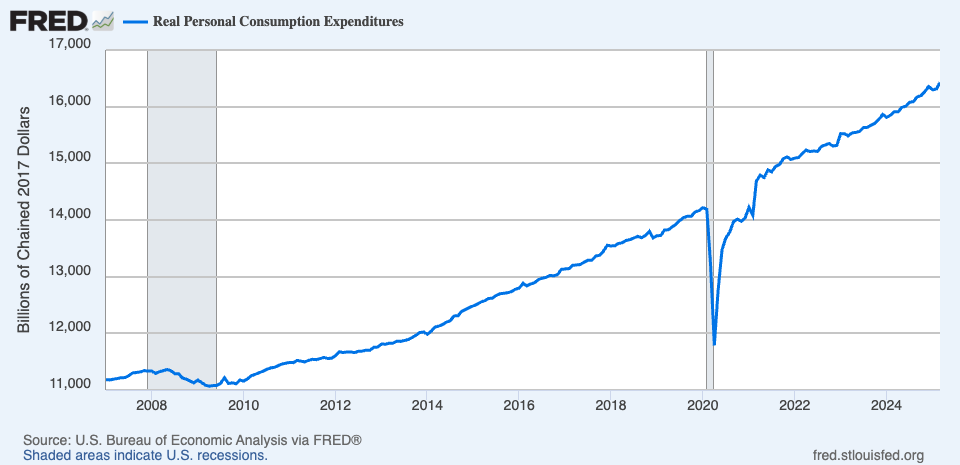 FRED Real Personal Consumption Expenditures
17,000
16,000
15,000
14,000
13,000
12,000
11,000
Billions of Chained 2017 Dollars
2008 2010 2012 2014 2016 2018 2020 2022 2024
Source: U.S. Bureau of Economic Analysis via FRED®
Shaded areas indicate U.S. recessions. fred.stlouisfed.org